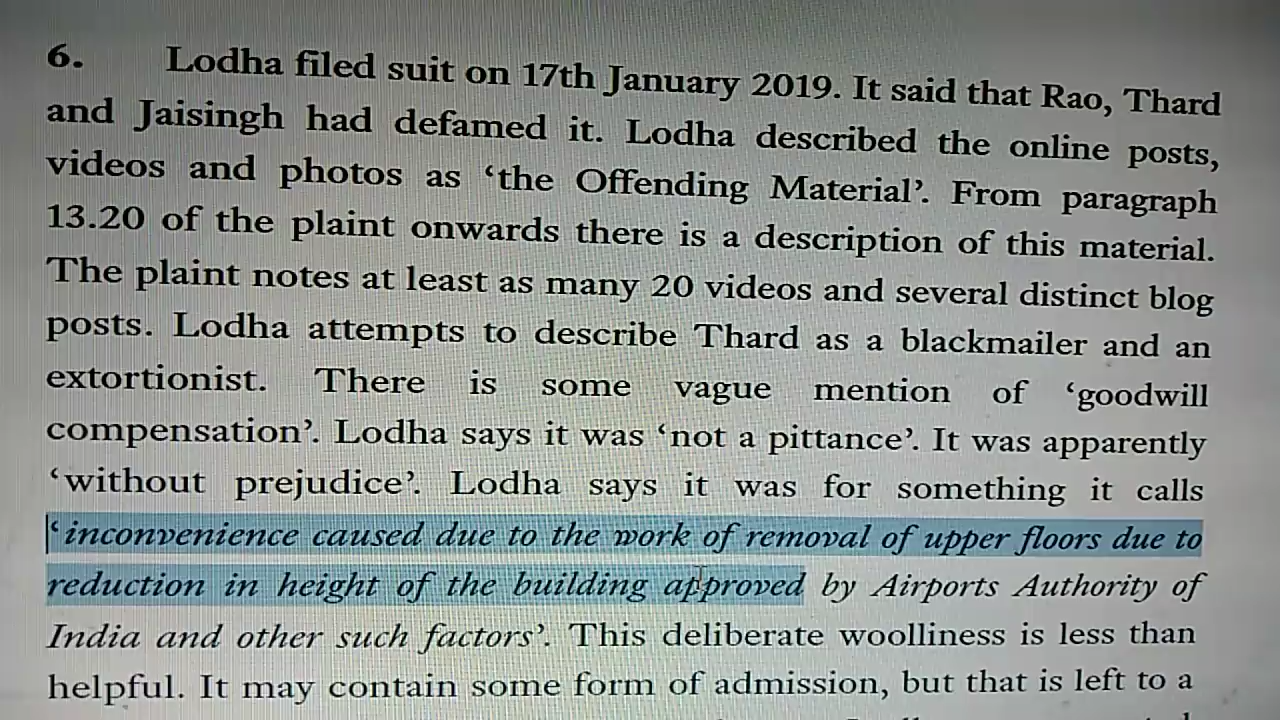 6. Lodha filed suit on 17th January 2019. It said that Rao, Thard
and Jaisingh had defamed it. Lodha described the online posts,
videos and photos as ‘the Offending Material’. From paragraph
13.20 of the plaint onwards there is a description of this material.
The plaint notes at least as many 20 videos and several distinct blog
posts. Lodha attempts to describe Thard as a blackmailer and an
extortionist. There is some vague mention of ‘goodwill
compensation’. Lodha says it was ‘not a pittance’. It was apparently
‘without prejudice’. Lodha says it was for something it calls
‘inconvenience caused due to the work of removal of upper floors due to
reduction in height of the building approved by Airports Authority of
India and other such factors’. This deliberate woolliness is less than
helpful. It may contain some form of admission, but that is left to a